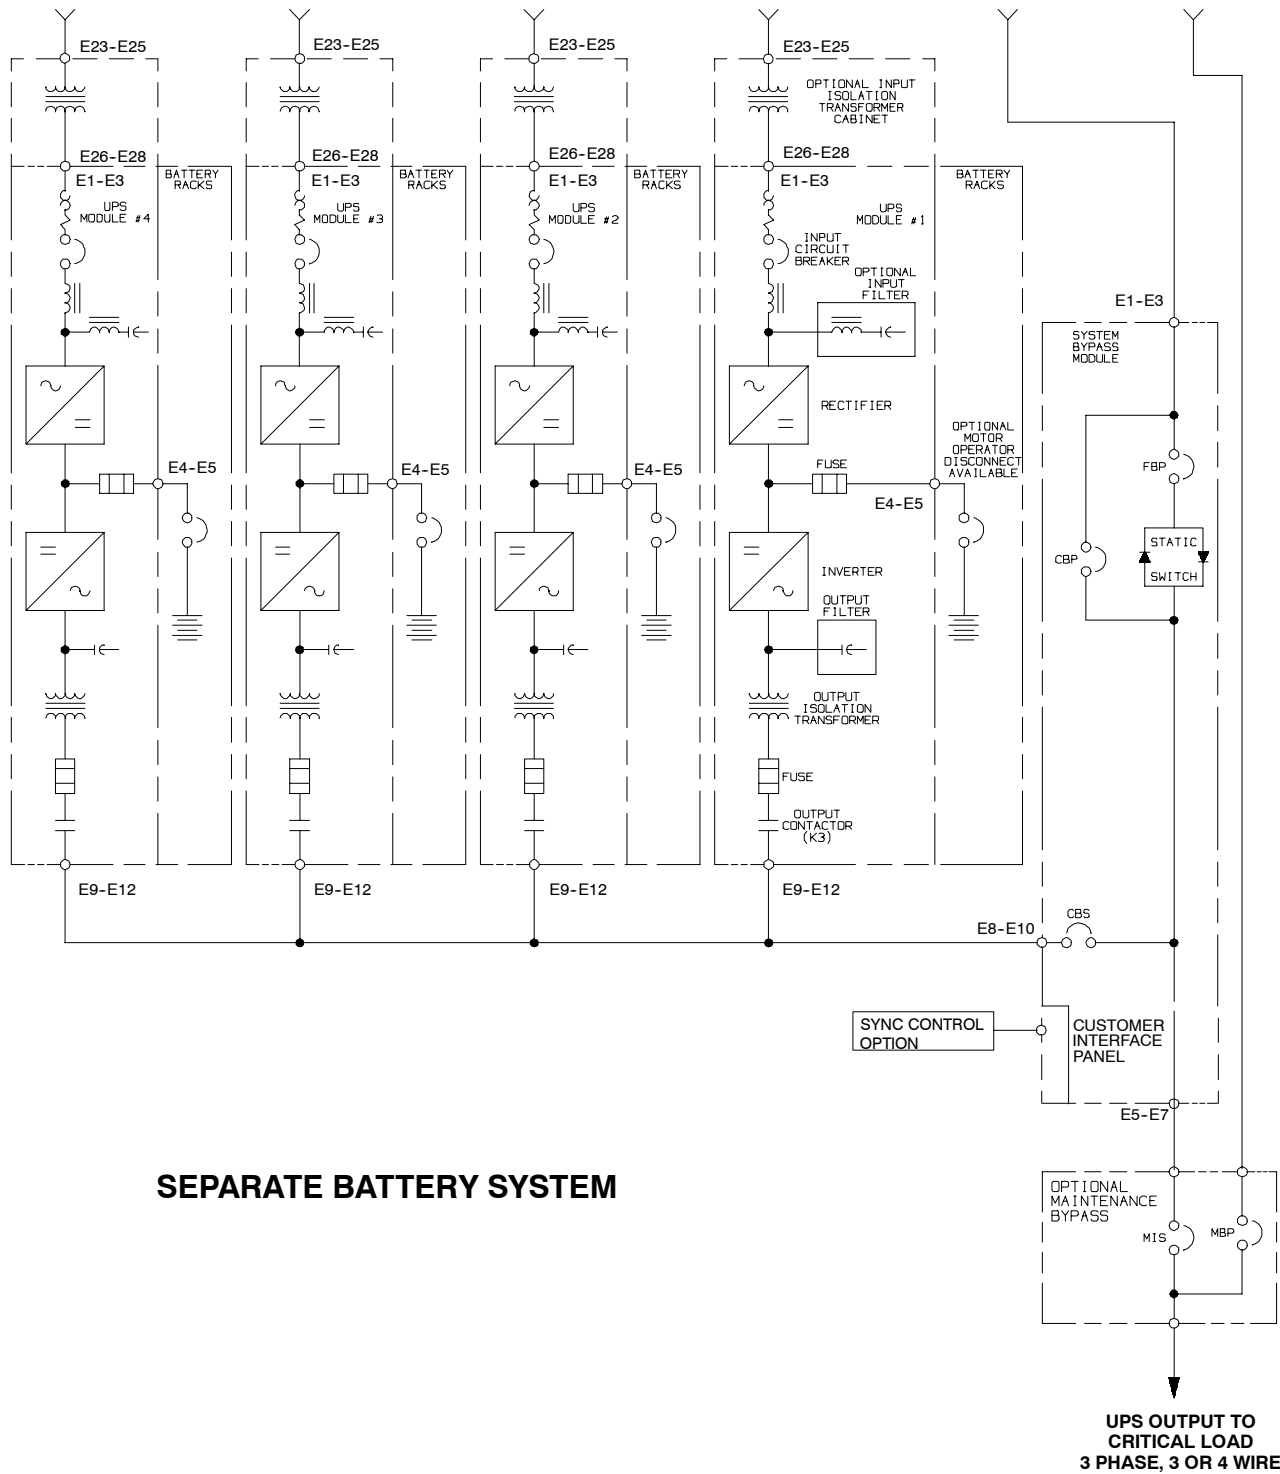 E23-E25
E23-E25
E23-E25
E23-E25
OPTIONAL INPUT
ISOLATION
TRANSFORMER
CABINET
E26-E28
E26-E28
E26-E28
E26-E28
E1-E3
BATTERY
RACKS
E1-E3
BATTERY
RACKS
E1-E3
BATTERY
RACKS
E1-E3
BATTERY
RACKS
UPS
MODULE #4
UPS
MODULE #3
UPS
MODULE #2
UPS
MODULE #1
INPUT
CIRCUIT
BREAKER
OPTIONAL
INPUT
FILTER
E1-E3
SYSTEM
BYPASS
MODULE
RECTIFIER
OPTIONAL
MOTOR
OPERATOR
DISCONNECT
AVAILABLE
FUSE
E4-E5
E4-E5
E4-E5
E4-E5
FBP
CBP
STATIC
SWITCH
INVERTER
OUTPUT
FILTER
OUTPUT
ISOLATION
TRANSFORMER
FUSE
OUTPUT
CONTACTOR
(K3)
E9-E12
E9-E12
E9-E12
E9-E12
E8-E10
CBS
SYNC CONTROL
OPTION
CUSTOMER
INTERFACE
PANEL
E5-E7
SEPARATE BATTERY SYSTEM
OPTIONAL
MAINTENANCE
BYPASS
MIS
MBP
UPS OUTPUT TO
CRITICAL LOAD
3 PHASE, 3 OR 4 WIRE